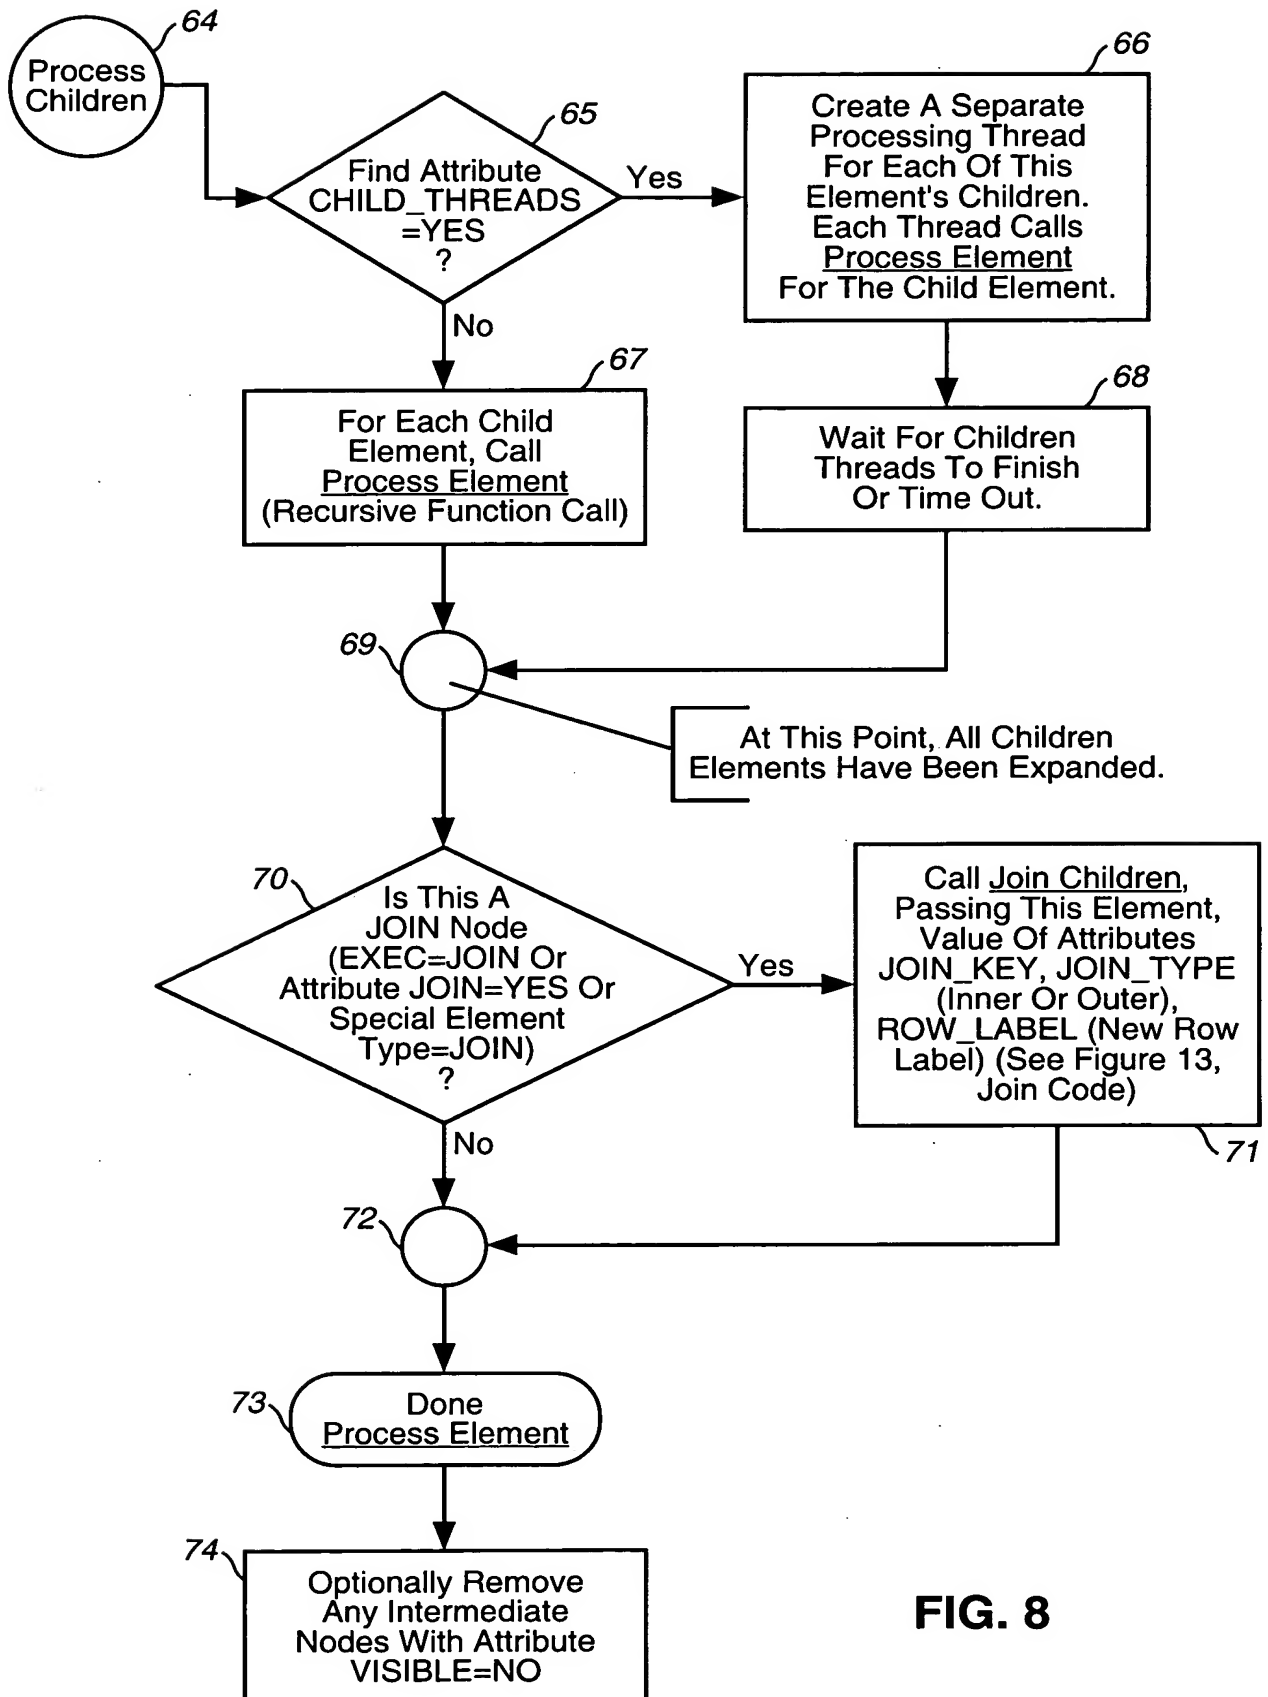 64
Process
Children
65
Find Attribute
CHILD_THREADS
=YES
?
Yes
No
66
Create A Separate
Processing Thread
For Each Of This
Element's Children.
Each Thread Calls
Process Element
For The Child Element.
67
For Each Child
Element, Call
Process Element
(Recursive Function Call)
68
Wait For Children
Threads To Finish
Or Time Out.
69
At This Point, All Children
Elements Have Been Expanded.
70
Is This A
JOIN Node
(EXEC=JOIN Or
Attribute JOIN=YES Or
Special Element
Type=JOIN)
?
Yes
No
Call Join Children,
Passing This Element,
Value Of Attributes
JOIN_KEY, JOIN_TYPE
(Inner Or Outer),
ROW_LABEL (New Row
Label) (See Figure 13,
Join Code)
71
72
73
Done
Process Element
74
Optionally Remove
Any Intermediate
Nodes With Attribute
VISIBLE=NO
FIG. 8